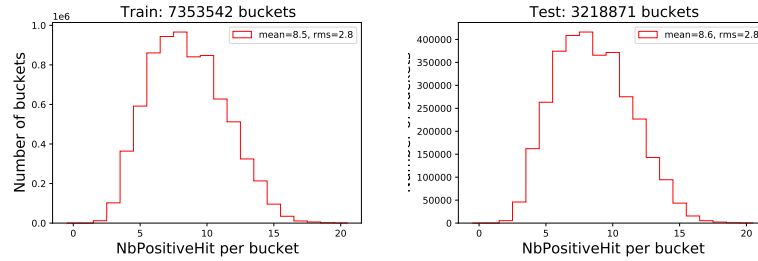 Train: 7353542 buckets
1e6
mean=8.5, rms=2.8
Number of buckets
1.0
0.8
0.6
0.4
0.2
0.0
0 5 10 15 20
NbPositiveHit per bucket
Test: 3218871 buckets
mean=8.6, rms=2.8
Number of buckets
400000
350000
300000
250000
200000
150000
100000
50000
0
0 5 10 15 20
NbPositiveHit per bucket